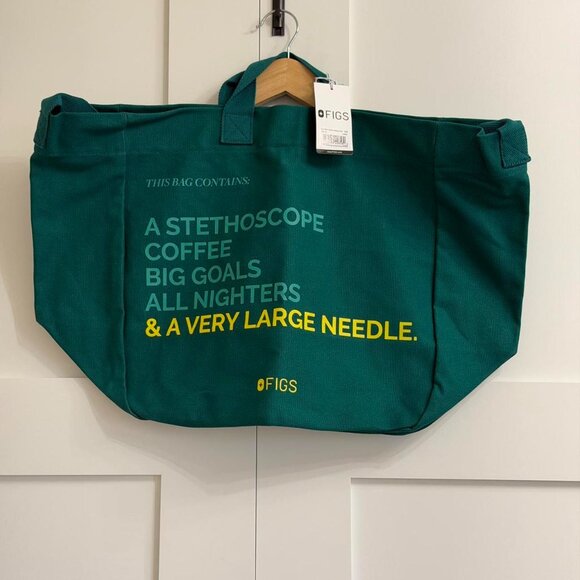 FIGS
THIS BAG CONTAINS:
A STETHOSCOPE
COFFEE
BIG GOALS
ALL NIGHTERS
& A VERY LARGE NEEDLE.
FIGS